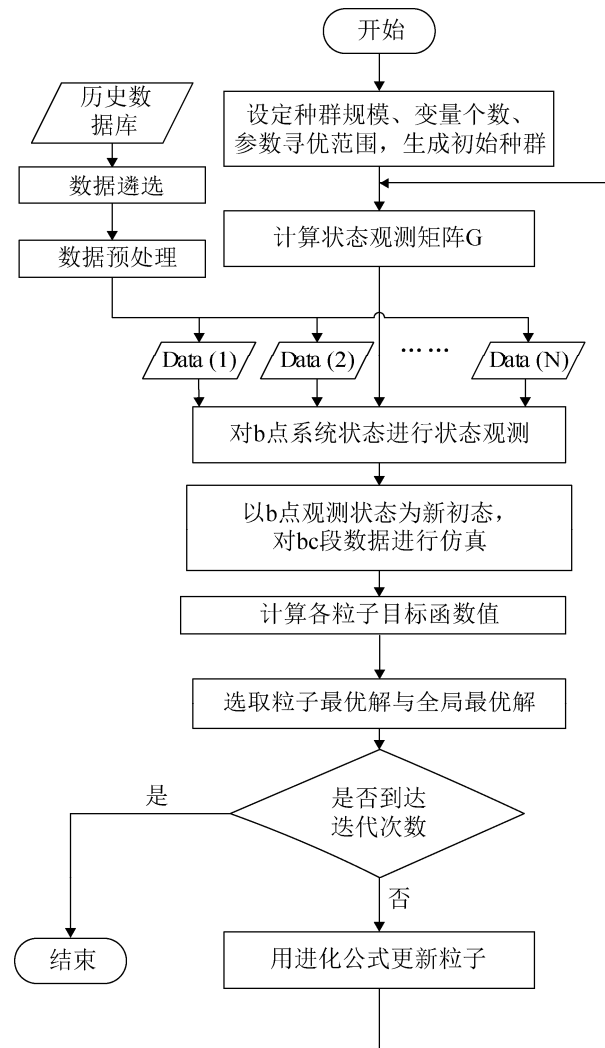 开始
历史数
据库
设定种群规模、变量个数、
参数寻优范围，生成初始种群
数据遴选
计算状态观测矩阵G
数据预处理
Data (1)
Data (2)
……
Data (N)
对b点系统状态进行状态观测
以b点观测状态为新初态，
对bc段数据进行仿真
计算各粒子目标函数值
选取粒子最优解与全局最优解
是
是否到达
迭代次数
否
结束
用进化公式更新粒子